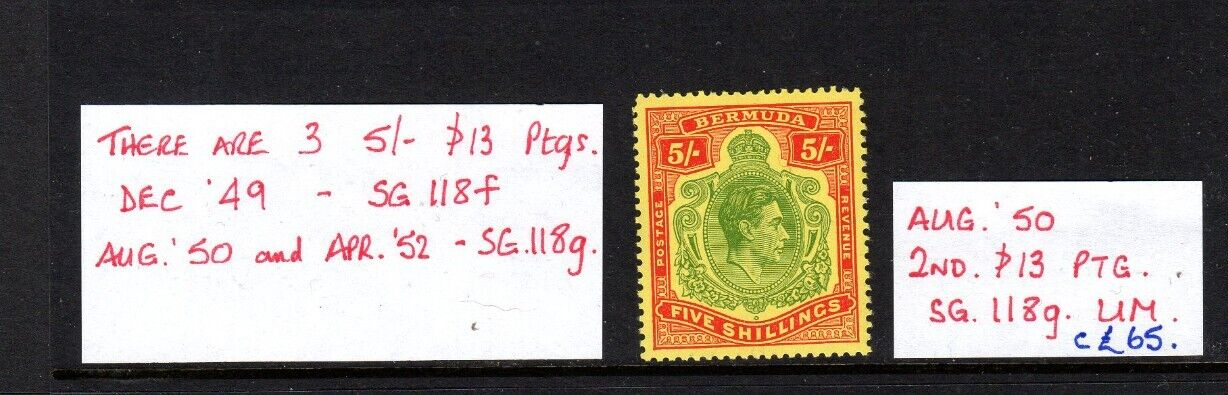 THERE ARE 3 5/- P13 Ptgs.
DEC '49 - SG 118f
AUG. '50 and APR. '52 - SG. 118g.
BERMUDA
5/- 5/-
POSTAGE
REVENUE
FIVE SHILLINGS
AUG. '50
2ND. P13 PTG.
SG. 118g. UM.
c£65.